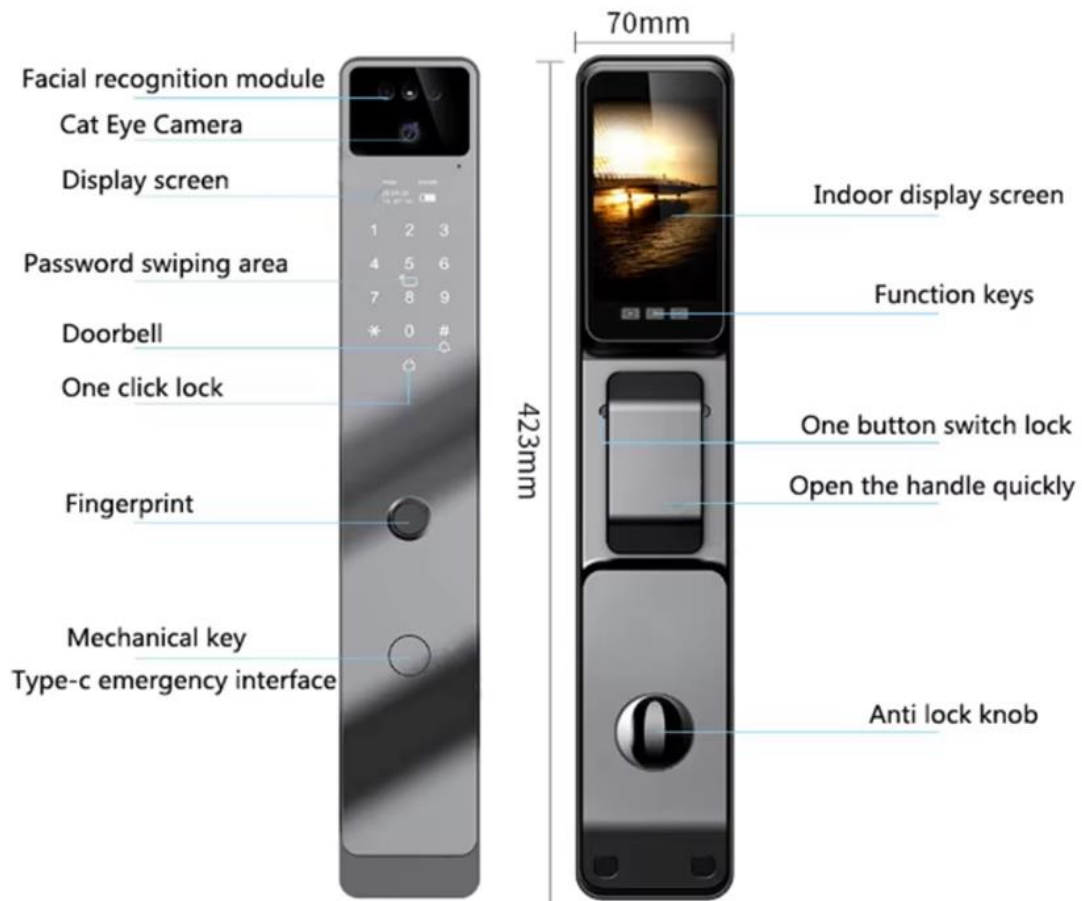 70mm
Facial recognition module
Cat Eye Camera
Display screen
Password swiping area
Doorbell
One click lock
Fingerprint
Mechanical key
Type-c emergency interface
1 2 3
4 5 6
7 8 9
* 0 #
423mm
Indoor display screen
Function keys
One button switch lock
Open the handle quickly
Anti lock knob